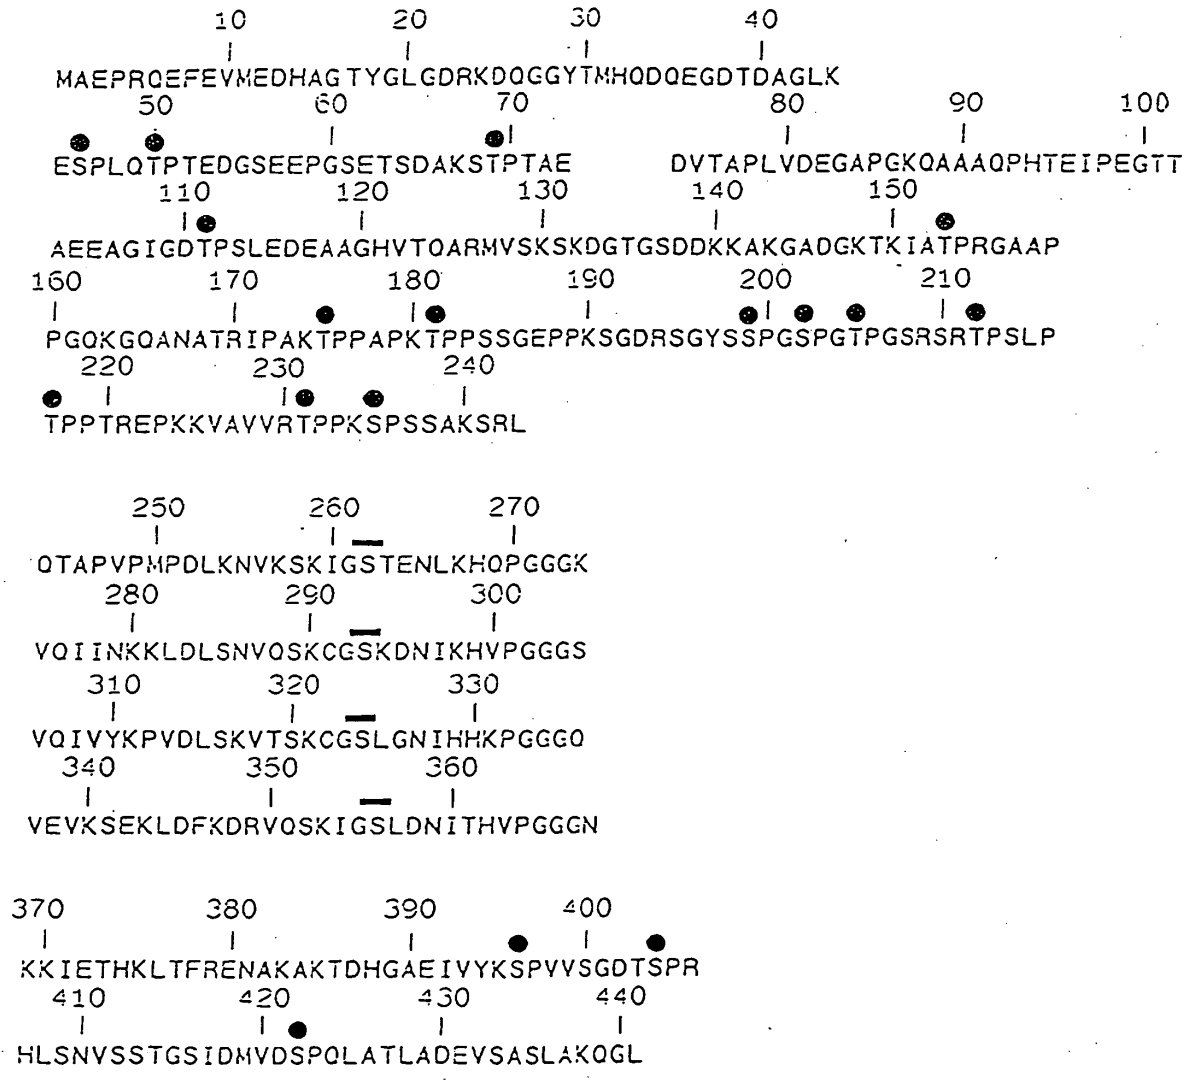 10 20 30 40
MAEPRQEFEVMEDHAGTYGLGDRKDQGGYTMHQDQEGDTDAGLK
50 60 70 80 90 100
ESPLQTPTEDGSEEPGSETSDAKSTPTAE DVTAPLVDEGAPGKQAAAQPHTEIPEGTT
110 120 130 140 150
AEEAGIGDTPSLEDEAAGHVTQARMVSKSKDGTGSDDKKAKGADGKTKIATPRGAAP
160 170 180 190 200 210
PGQKGQANATRIPAKTPPAPKTPPSSGEPPKSGDRSGYSSPGSPGTPGSRSRTPSLP
220 230 240
TPPTREPKKVAVVRTPPKSPSSAKSRL
250 260 270
QTAPVPMPDLKNVKSKIGSTENLKHQPGGGK
280 290 300
VQIINKKLDLSNVQSKCGSKDNIKHVPGGGS
310 320 330
VQIVYKPVDLSKVTSKCGSLGNIHHKPGGGQ
340 350 360
VEVKSEKLDFKDRVQSKIGSLDNITHVPGGGN
370 380 390 400
KKIETHKLTFRENAKAKTDHGAEIVYKSPVVSGDTSPR
410 420 430 440
HLSNVSSTGSIDMVDSPQLATLADEVSASLAKQGL